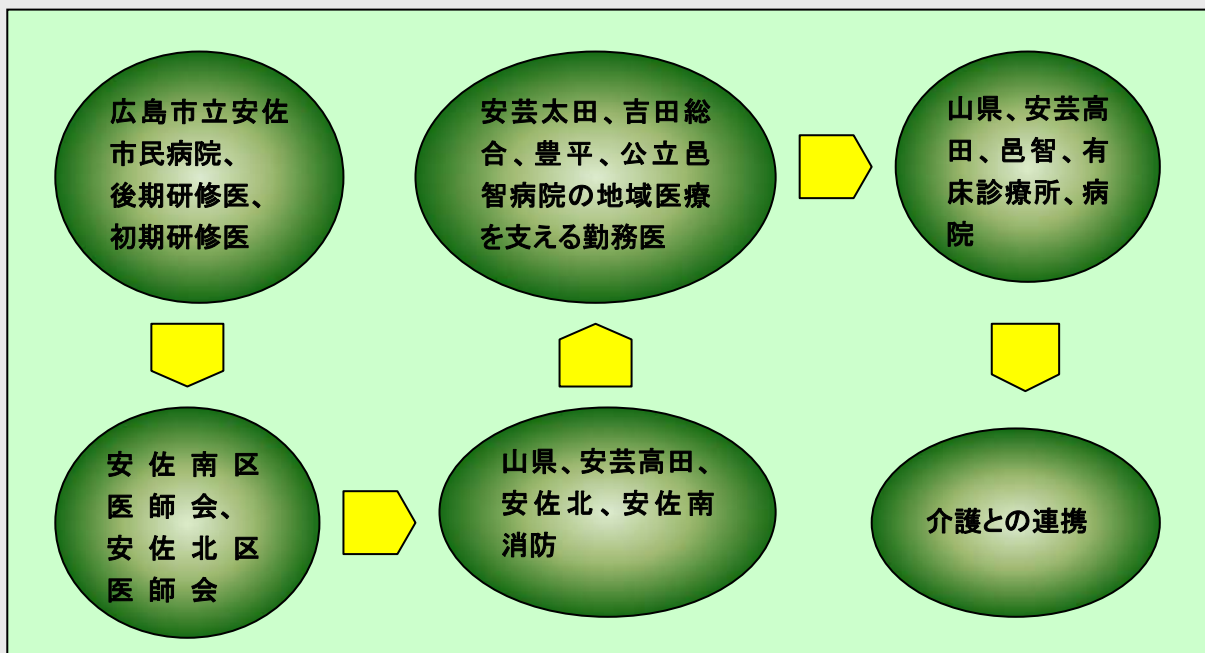 広島市立安佐
市民病院、
後期研修医、
初期研修医
安芸太田、吉田総
合、豊平、公立邑
智病院の地域医療
を支える勤務医
山県、安芸高
田、邑智、有
床診療所、病
院
安佐南区
医師会、
安佐北区
医師会
山県、安芸高田、
安佐北、安佐南
消防
介護との連携